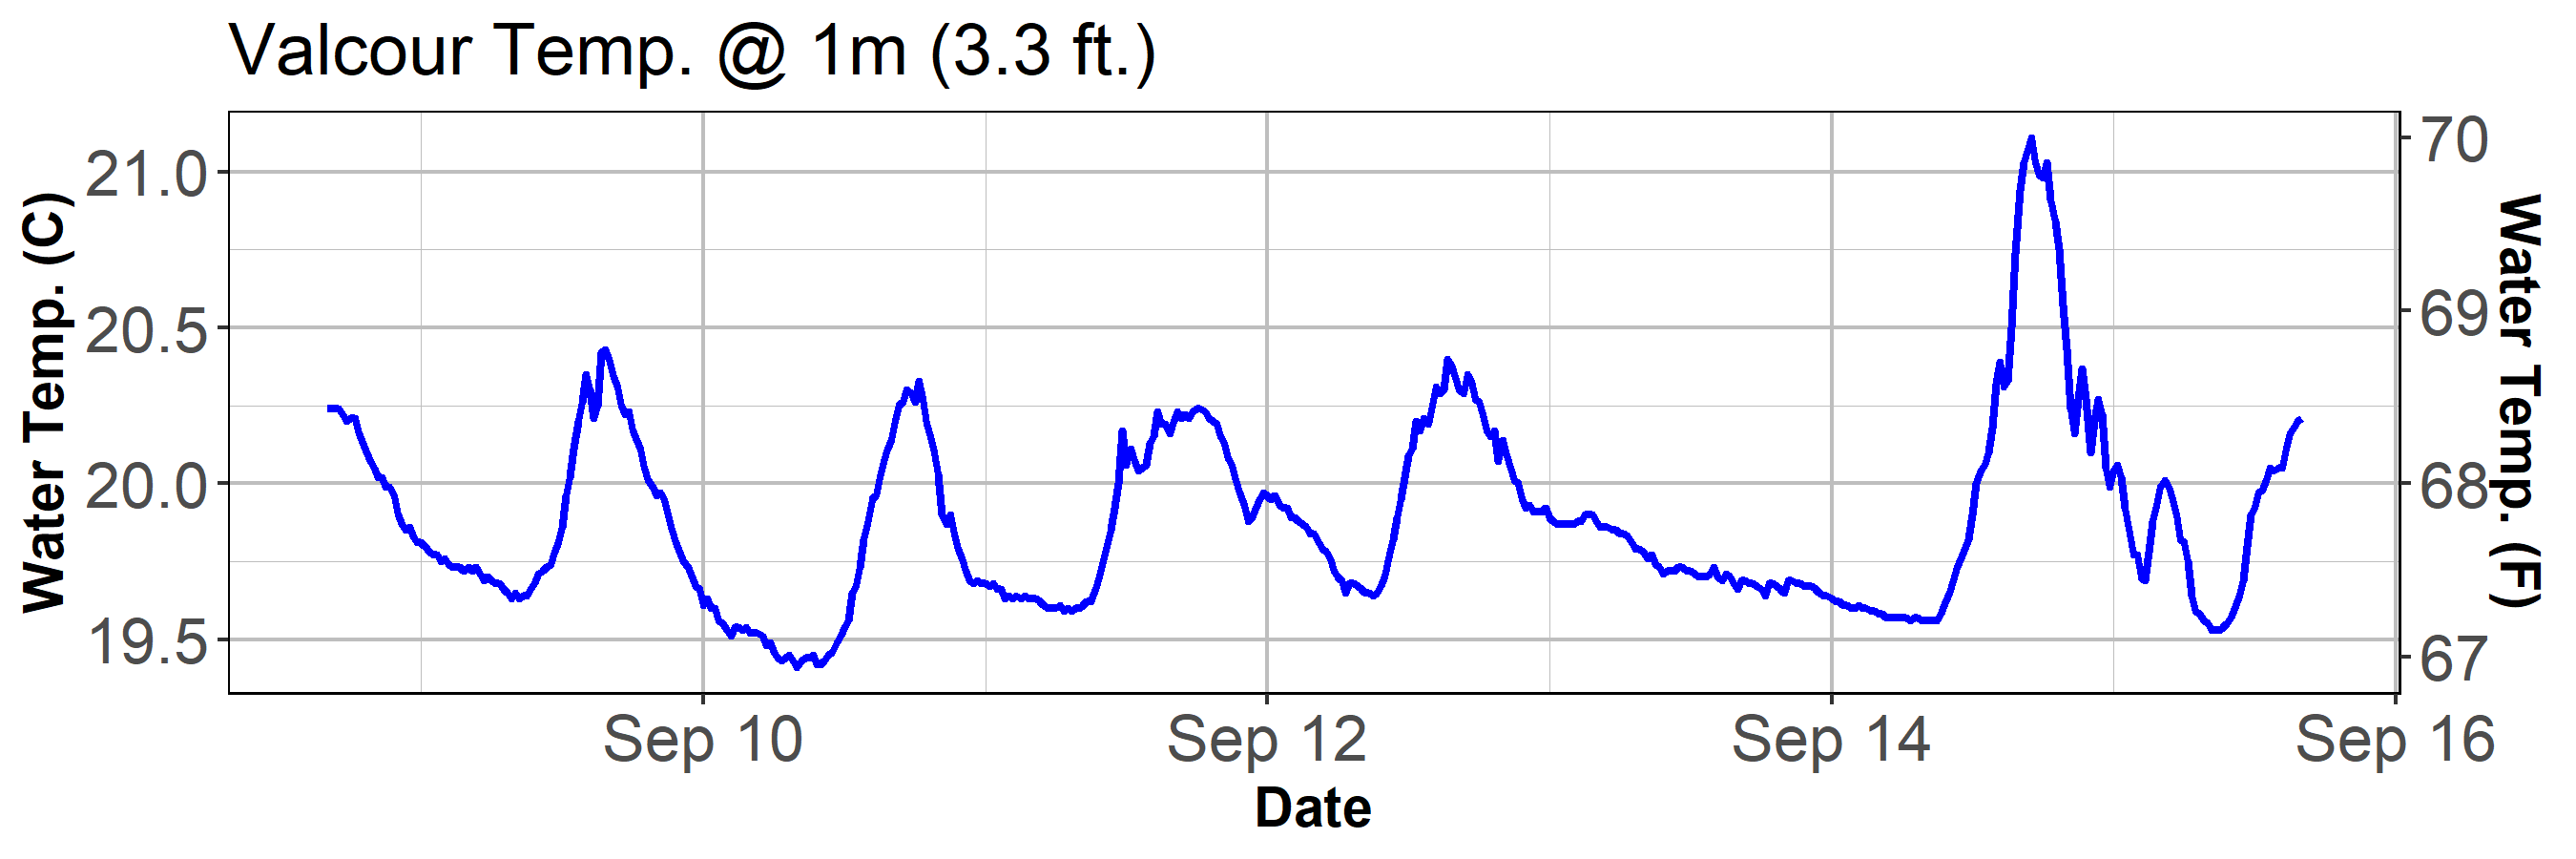 Valcour Temp. @ 1m (3.3 ft.)
Water Temp. (C)
21.0
20.5
20.0
19.5
70
69
68
67
Water Temp. (F)
Sep 10
Sep 12
Sep 14
Sep 16
Date